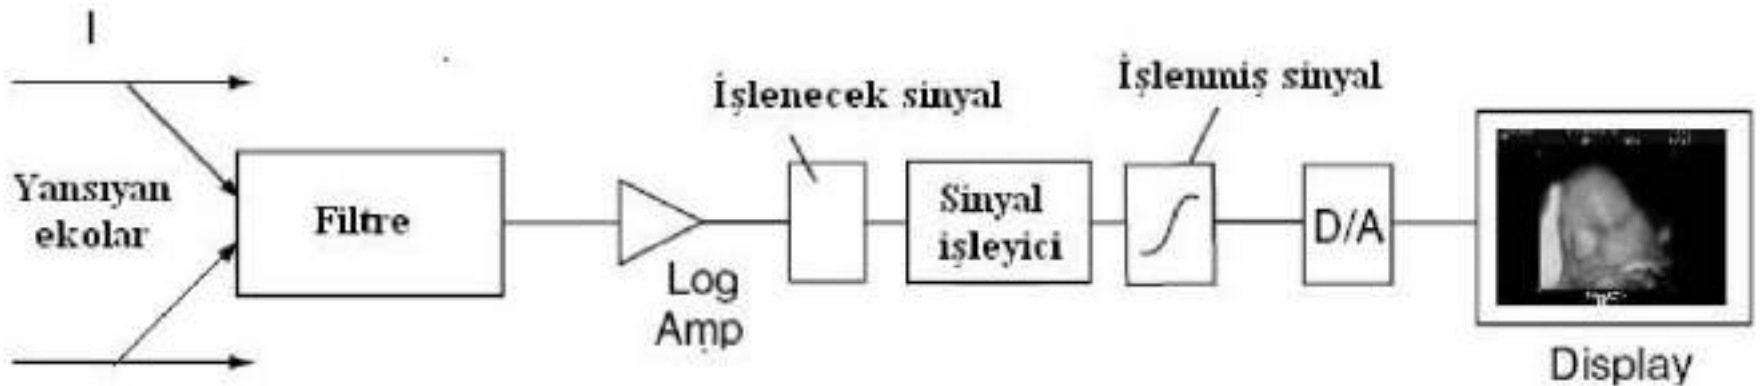 I
Yansıyan
ekolar
Filtre
Log
Amp
İşlenecek sinyal
Sinyal
işleyici
İşlenmiş sinyal
D/A
Display